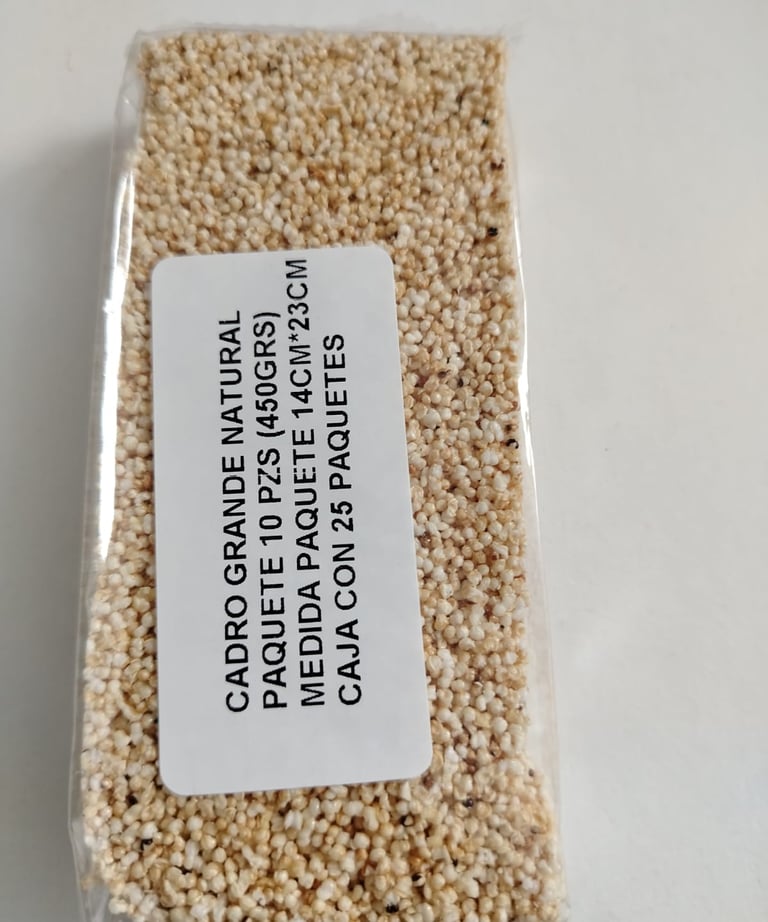 CADRO GRANDE NATURAL
PAQUETE 10 PZS (450GRS)
MEDIDA PAQUETE 14CM*23CM
CAJA CON 25 PAQUETES